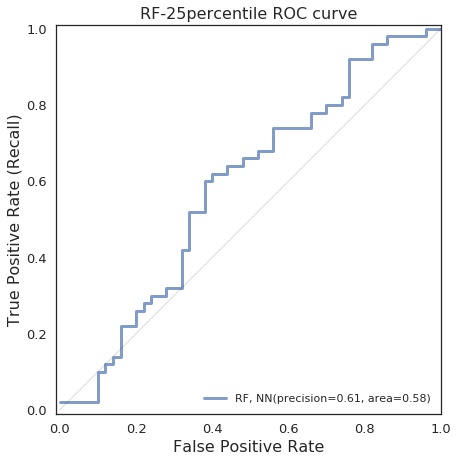 RF-25percentile ROC curve
True Positive Rate (Recall)
1.0
0.8
0.6
0.4
0.2
0.0
RF, NN(precision=0.61, area=0.58)
0.0 0.2 0.4 0.6 0.8 1.0
False Positive Rate